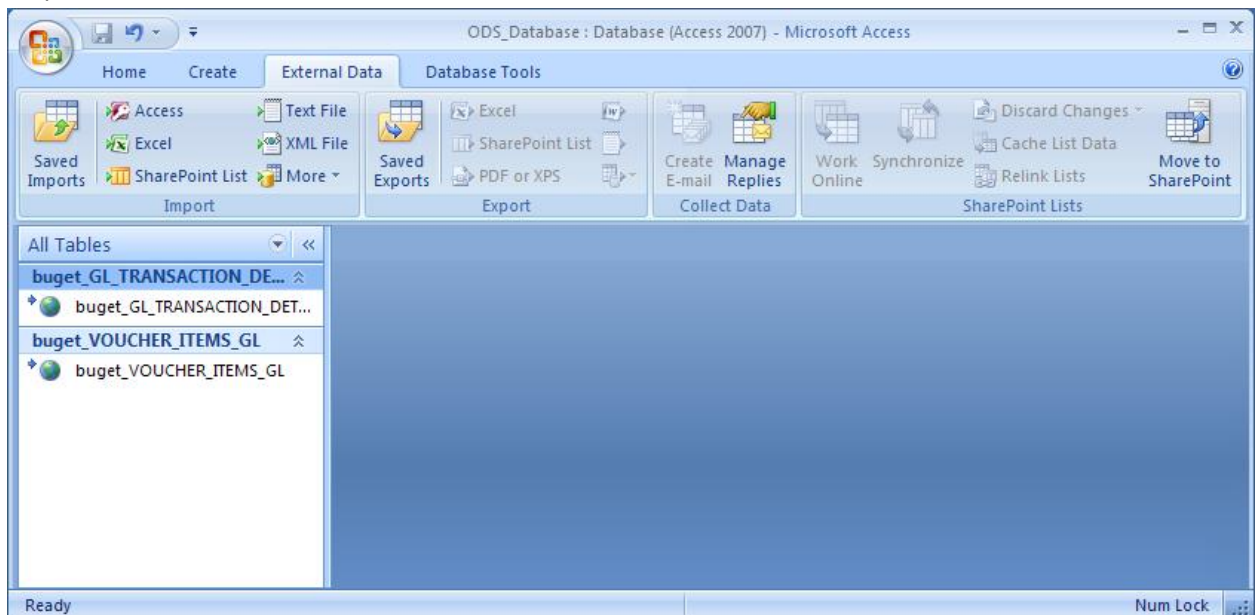 ODS_Database : Database (Access 2007) - Microsoft Access
Home Create External Data Database Tools
Access Text File Excel
Excel XML File SharePoint List
Saved Imports SharePoint List More Saved Exports PDF or XPS Create E-mail Manage Replies Work Online Synchronize Discard Changes
Cache List Data
Relink Lists Move to SharePoint
Import Export Collect Data SharePoint Lists
All Tables
buget_GL_TRANSACTION_DE...
buget_GL_TRANSACTION_DET...
buget_VOUCHER_ITEMS_GL
buget_VOUCHER_ITEMS_GL
Ready Num Lock